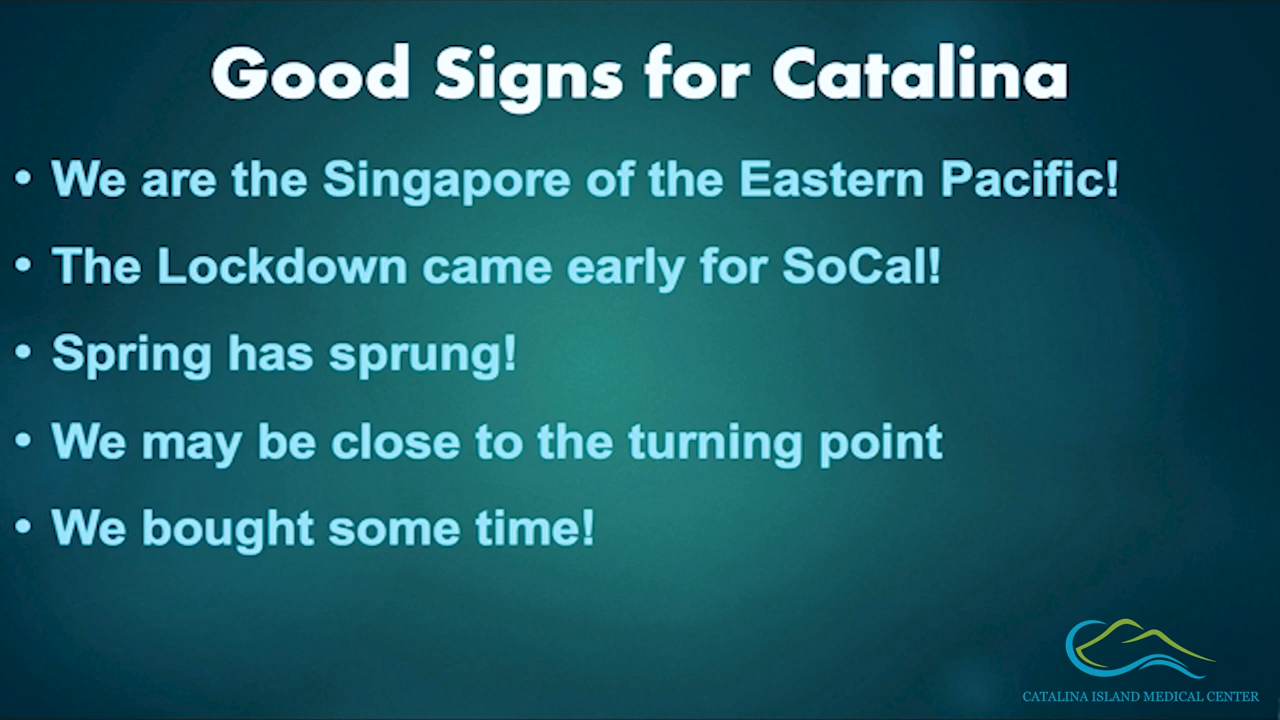 Good Signs for Catalina
• We are the Singapore of the Eastern Pacific!
• The Lockdown came early for SoCal!
• Spring has sprung!
• We may be close to the turning point
• We bought some time!
CATALINA ISLAND MEDICAL CENTER